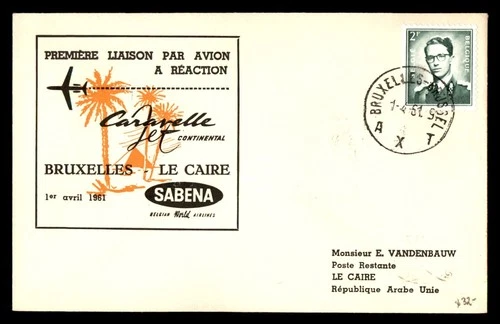 PREMIÈRE LIAISON PAR AVION
A RÉACTION
Caravelle
Jet CONTINENTAL
BRUXELLES - LE CAIRE
1er avril 1961
SABENA
BELGIAN World AIRLINES
2F
BELGIQUE
BRUXELLES-
1-4-61
A X T
Monsieur E. VANDENBAUW
Poste Restante
LE CAIRE
République Arabe Unie